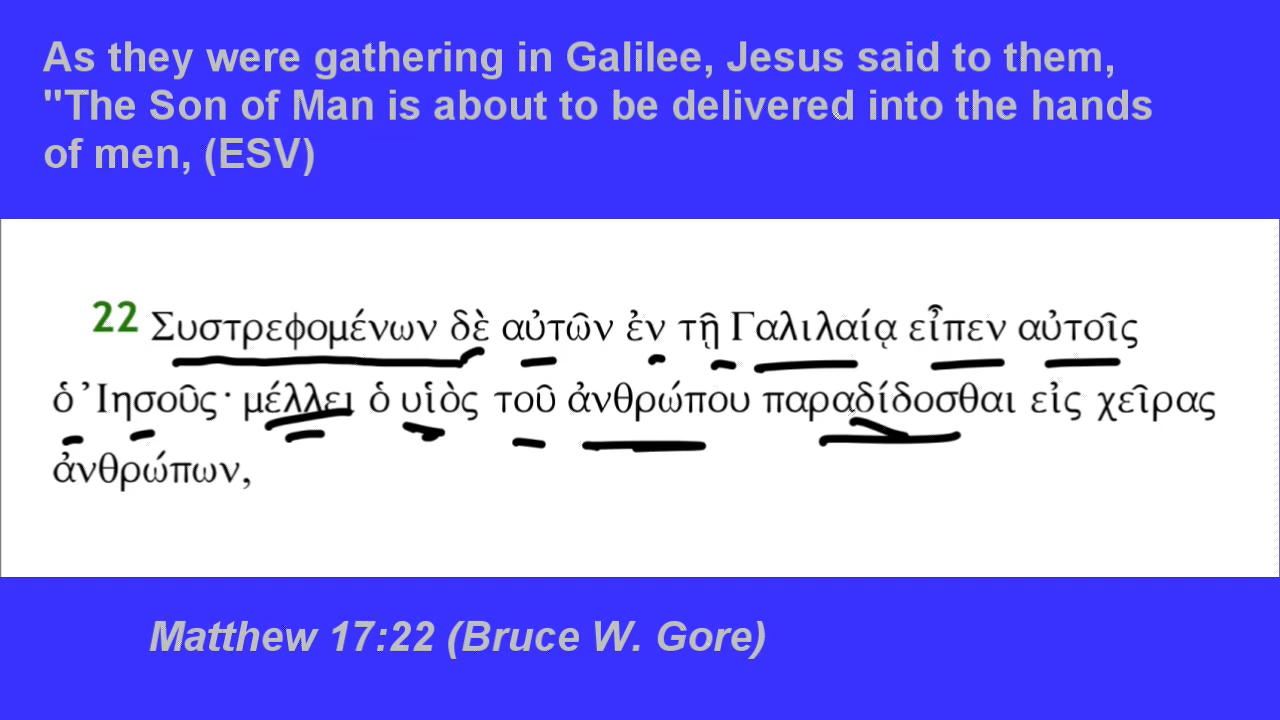 As they were gathering in Galilee, Jesus said to them,
"The Son of Man is about to be delivered into the hands
of men, (ESV)
22 Συστρεφομένων δὲ αὐτῶν ἐν τῇ Γαλιλαίᾳ εἶπεν αὐτοῖς
ὁ Ἰησοῦς· μέλλει ὁ υἱὸς τοῦ ἀνθρώπου παραδίδοσθαι εἰς χεῖρας
ἀνθρώπων,
Matthew 17:22 (Bruce W. Gore)